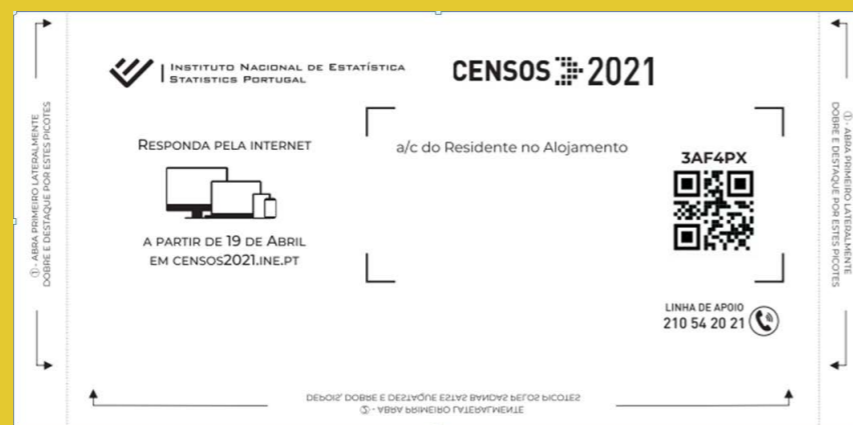 INSTITUTO NACIONAL DE ESTATÍSTICA
STATISTICS PORTUGAL
CENSOS 2021
RESPONDA PELA INTERNET
A PARTIR DE 19 DE ABRIL
EM CENSOS2021.INE.PT
a/c do Residente no Alojamento
3AF4PX
LINHA DE APOIO
210 54 20 21
① - ABRA PRIMEIRO LATERALMENTE
DOBRE E DESTAQUE POR ESTES PICOTES
① - ABRA PRIMEIRO LATERALMENTE
DOBRE E DESTAQUE POR ESTES PICOTES
② - ABRA PRIMEIRO LATERALMENTE
DEPOIS, DOBRE E DESTAQUE ESTAS BANDAS PELOS PICOTES